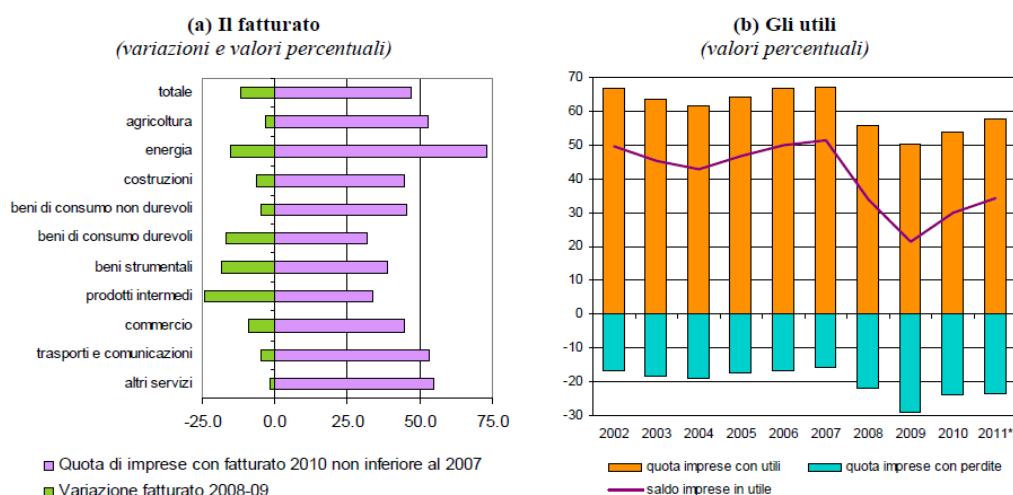 (a) Il fatturato
(variazioni e valori percentuali)
totale
agricoltura
energia
costruzioni
beni di consumo non durevoli
beni di consumo durevoli
beni strumentali
prodotti intermedi
commercio
trasporti e comunicazioni
altri servizi
-25.0 0.0 25.0 50.0 75.0
Quota di imprese con fatturato 2010 non inferiore al 2007
Variazione fatturato 2008-09
(b) Gli utili
(valori percentuali)
70
60
50
40
30
20
10
0
-10
-20
-30
2002 2003 2004 2005 2006 2007 2008 2009 2010 2011*
quota imprese con utili quota imprese con perdite
saldo imprese in utile